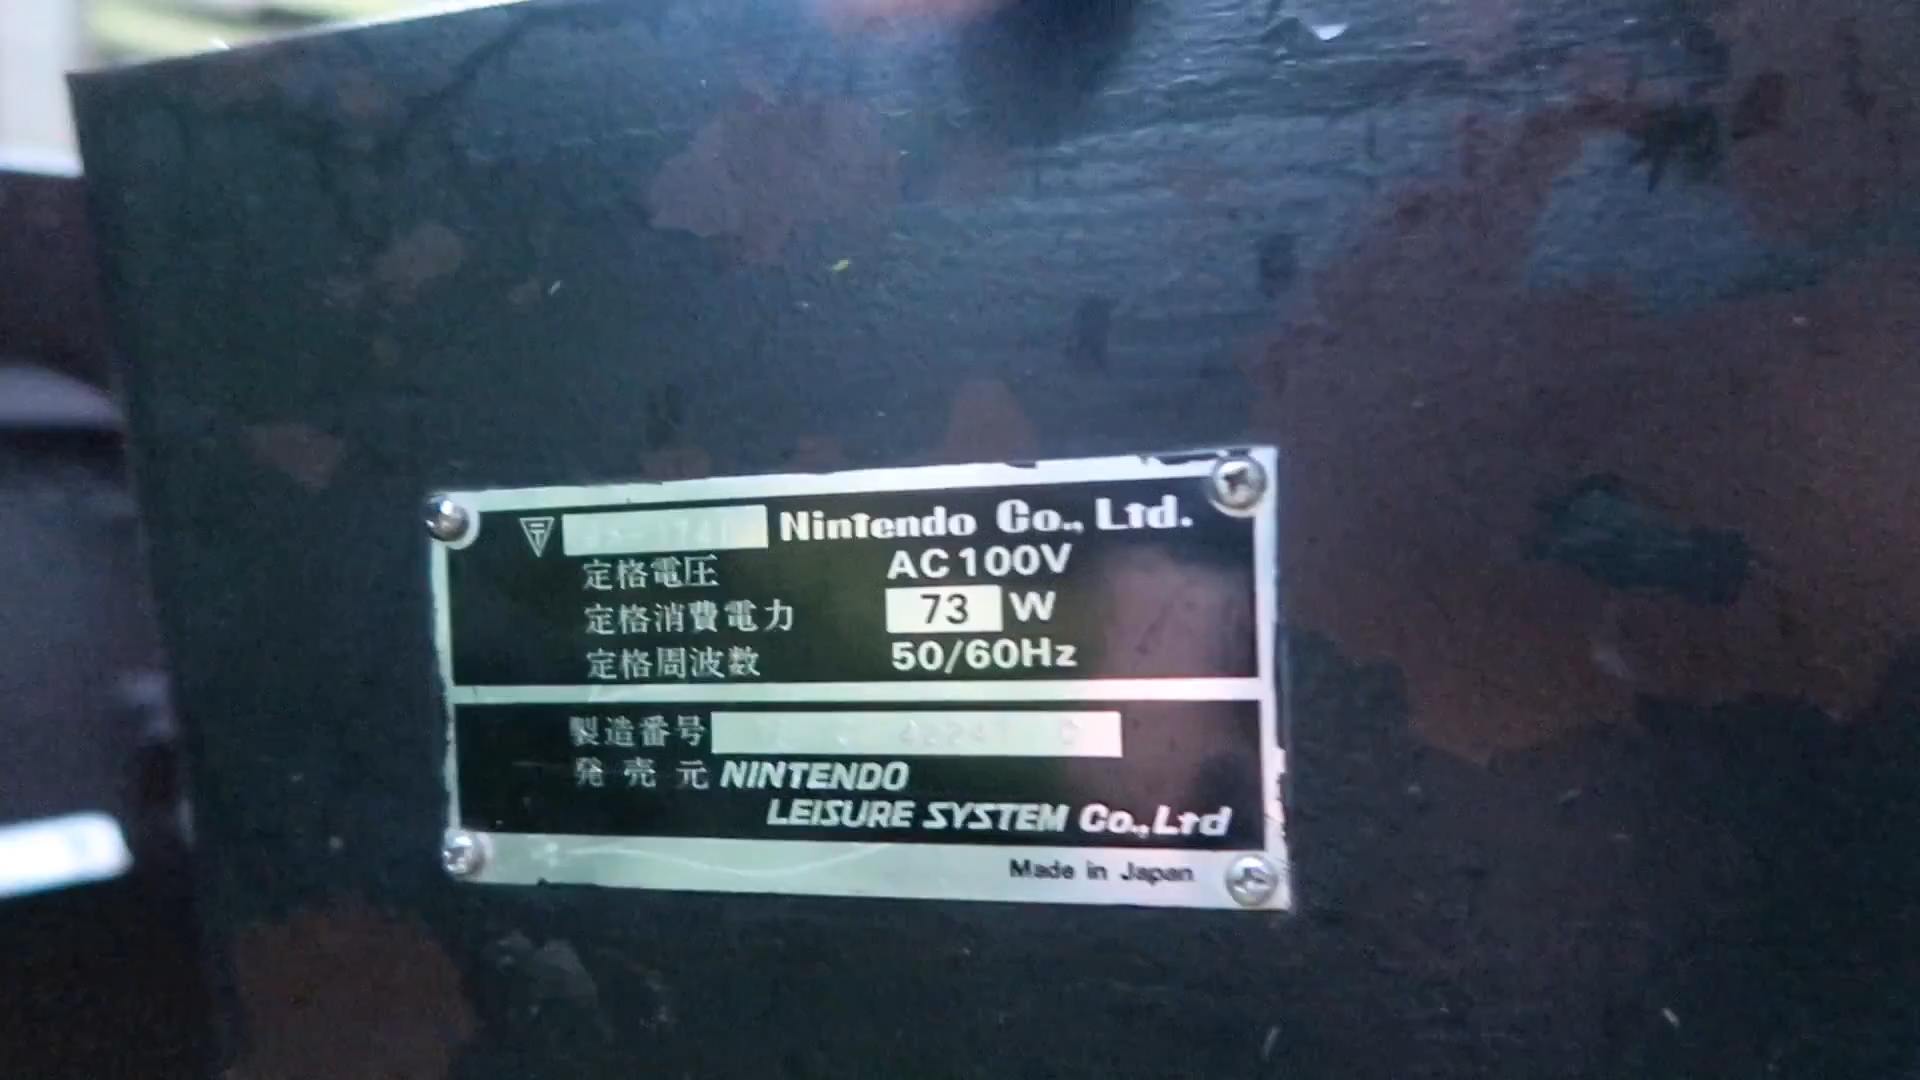 Nintendo Co., Ltd.
定格電圧 AC100V
定格消費電力 73 W
定格周波数 50/60Hz
製造番号
発売元 NINTENDO
LEISURE SYSTEM Co., Ltd
Made in Japan